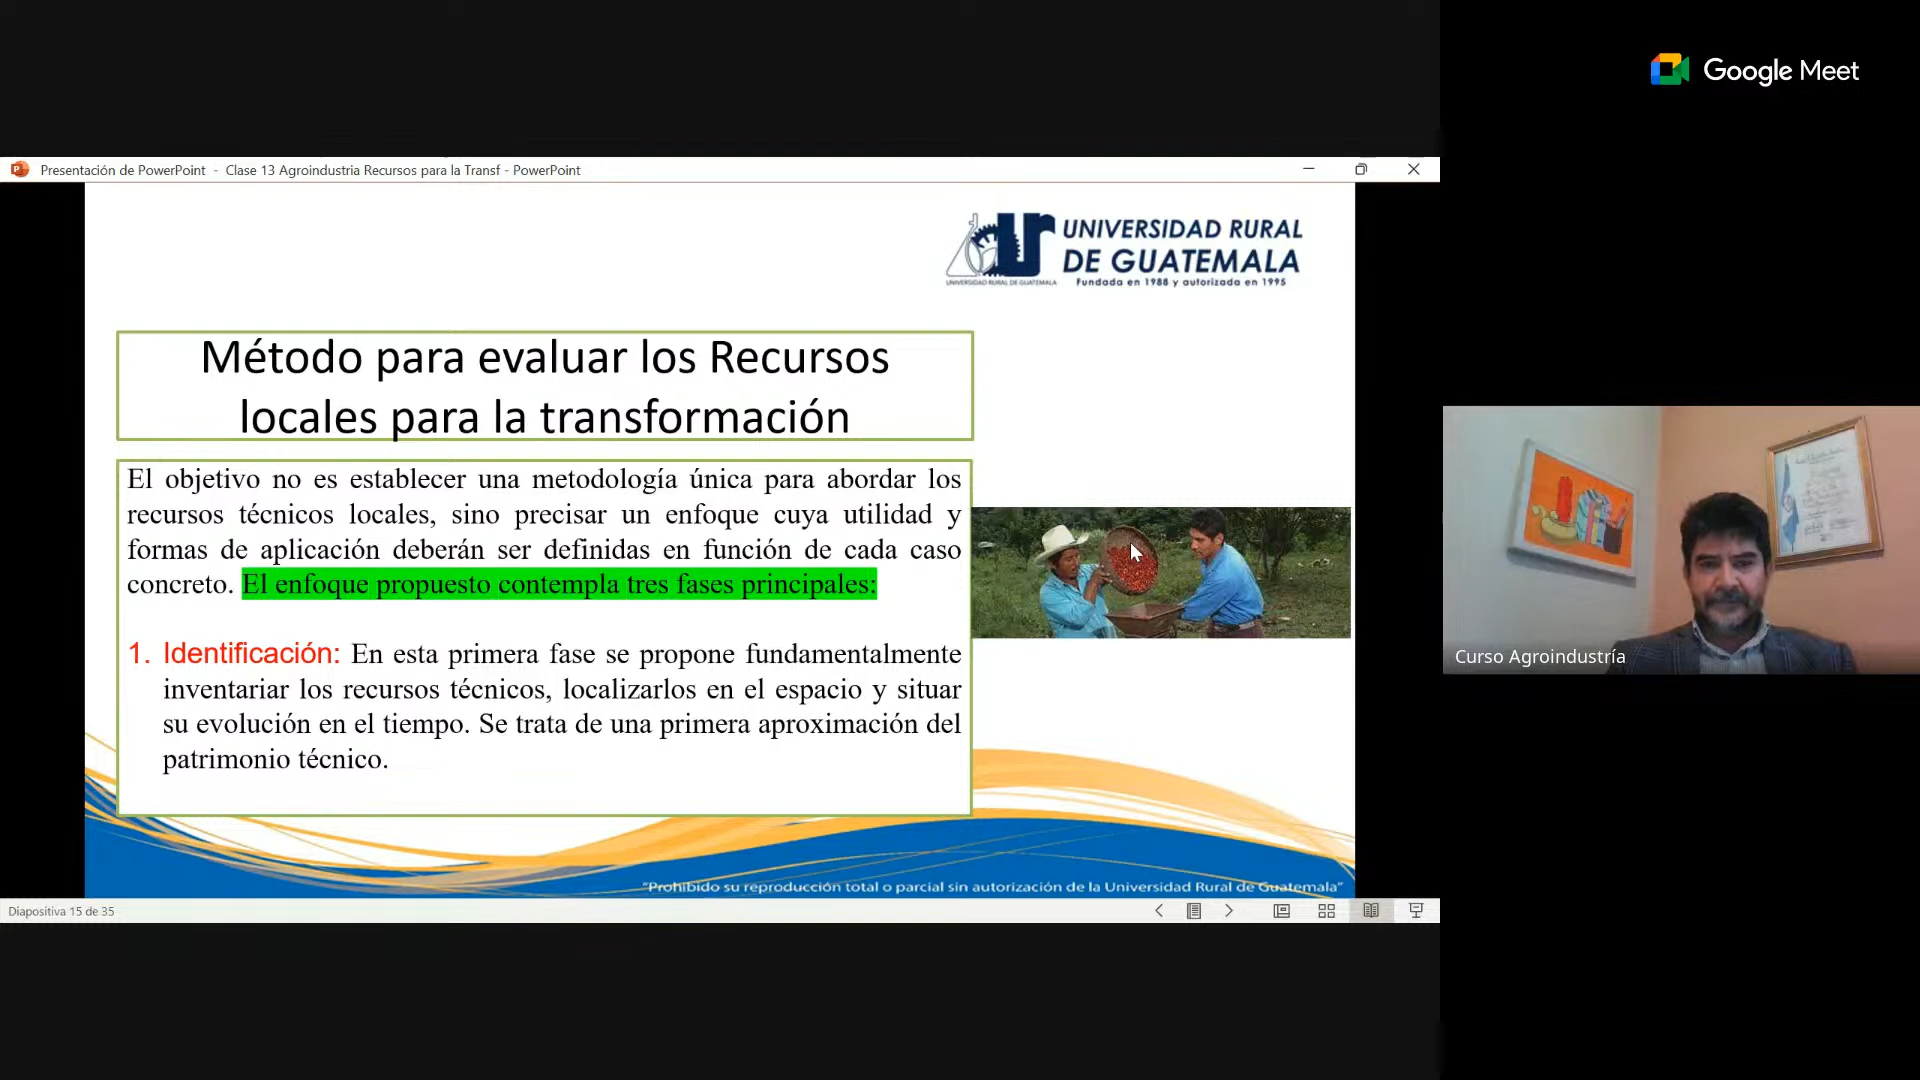 Google Meet
Presentación de PowerPoint - Clase 13 Agroindustria Recursos para la Transf - PowerPoint
UNIVERSIDAD RURAL
DE GUATEMALA
UNIVERSIDAD RURAL DE GUATEMALA
Fundada en 1988 y autorizada en 1995
Método para evaluar los Recursos
locales para la transformación
El objetivo no es establecer una metodología única para abordar los
recursos técnicos locales, sino precisar un enfoque cuya utilidad y
formas de aplicación deberán ser definidas en función de cada caso
concreto. El enfoque propuesto contempla tres fases principales:
1. Identificación: En esta primera fase se propone fundamentalmente
inventariar los recursos técnicos, localizarlos en el espacio y situar
su evolución en el tiempo. Se trata de una primera aproximación del
patrimonio técnico.
Curso Agroindustría
"Prohibido su reproducción total o parcial sin autorización de la Universidad Rural de Guatemala"
Diapositiva 15 de 35